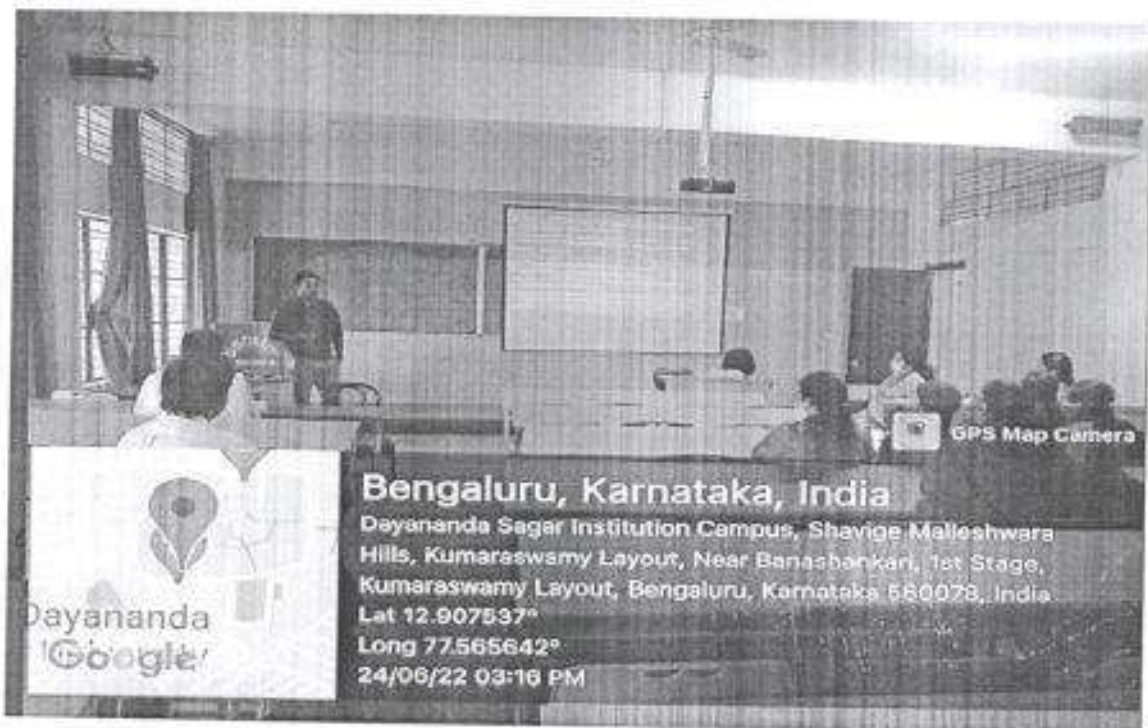 GPS Map Camera
Bengaluru, Karnataka, India
Dayananda Sagar Institution Campus, Shavige Malleshwara
Hills, Kumaraswamy Layout, Near Banashankari, 1st Stage,
Kumaraswamy Layout, Bengaluru, Karnataka 560078, India
Lat 12.907537°
Long 77.565642°
24/06/22 03:16 PM
Dayananda
Google